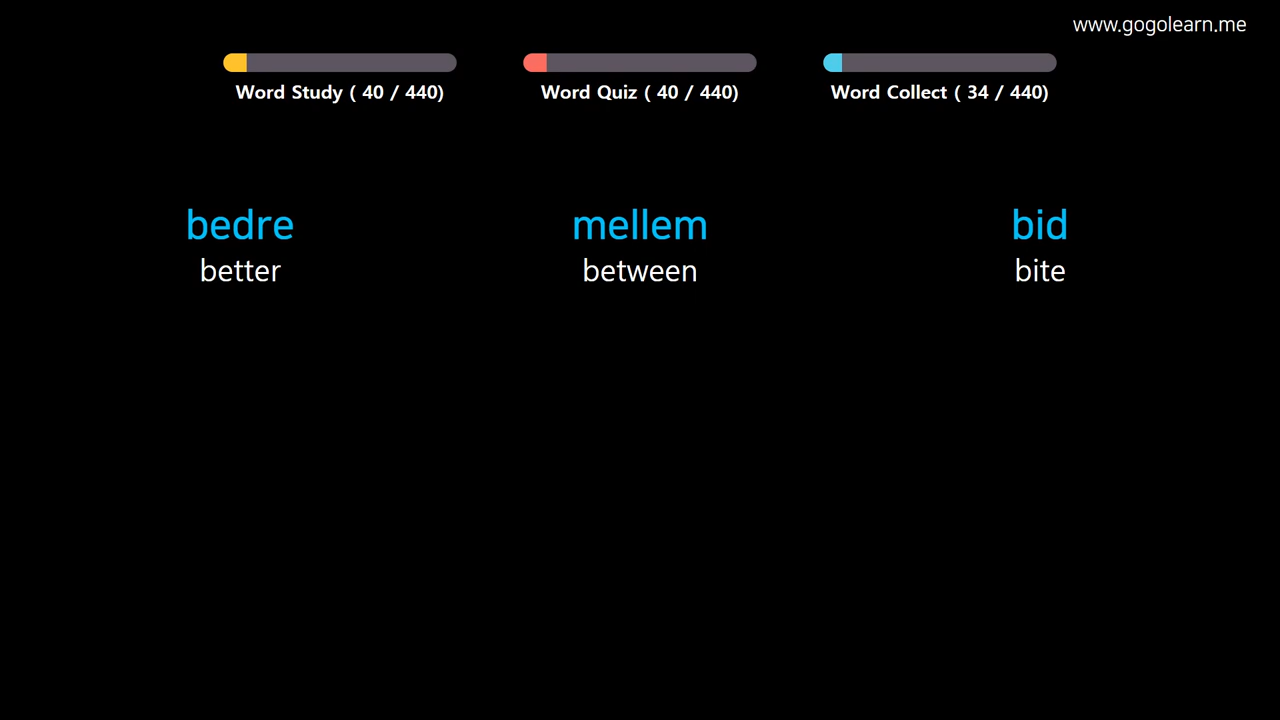 www.gogolearn.me
Word Study ( 40 / 440)
Word Quiz ( 40 / 440)
Word Collect ( 34 / 440)
bedre
better
mellem
between
bid
bite